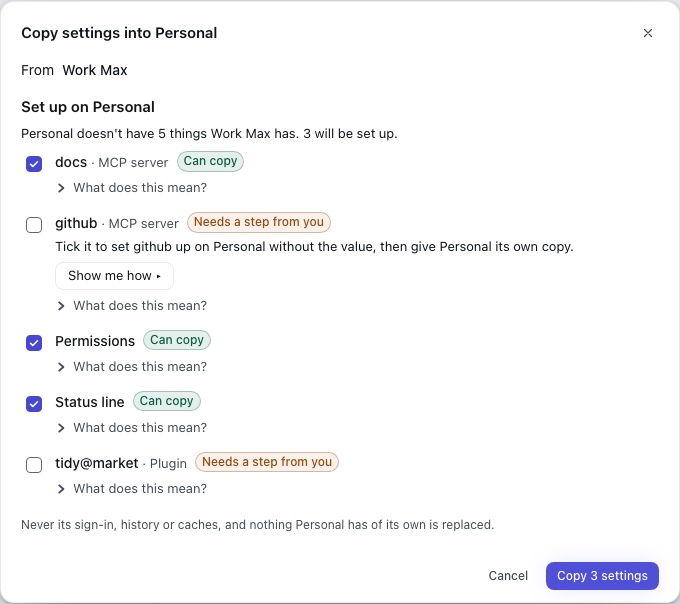 Copy settings into Personal
From Work Max
Set up on Personal
Personal doesn't have 5 things Work Max has. 3 will be set up.
docs · MCP server Can copy
What does this mean?
github · MCP server Needs a step from you
Tick it to set github up on Personal without the value, then give Personal its own copy.
Show me how ▸
What does this mean?
Permissions Can copy
What does this mean?
Status line Can copy
What does this mean?
tidy@market · Plugin Needs a step from you
What does this mean?
Never its sign-in, history or caches, and nothing Personal has of its own is replaced.
Cancel Copy 3 settings